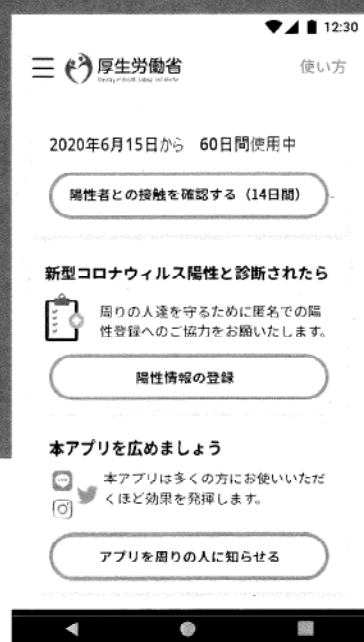 12:30
厚生労働省
使い方
2020年6月15日から 60日間使用中
陽性者との接触を確認する（14日間）
新型コロナウィルス陽性と診断されたら
周りの人達を守るために匿名での陽
性登録へのご協力をお願いたします。
陽性情報の登録
本アプリを広めましょう
本アプリは多くの方にお使いいただ
くほど効果を発揮します。
アプリを周りの人に知らせる